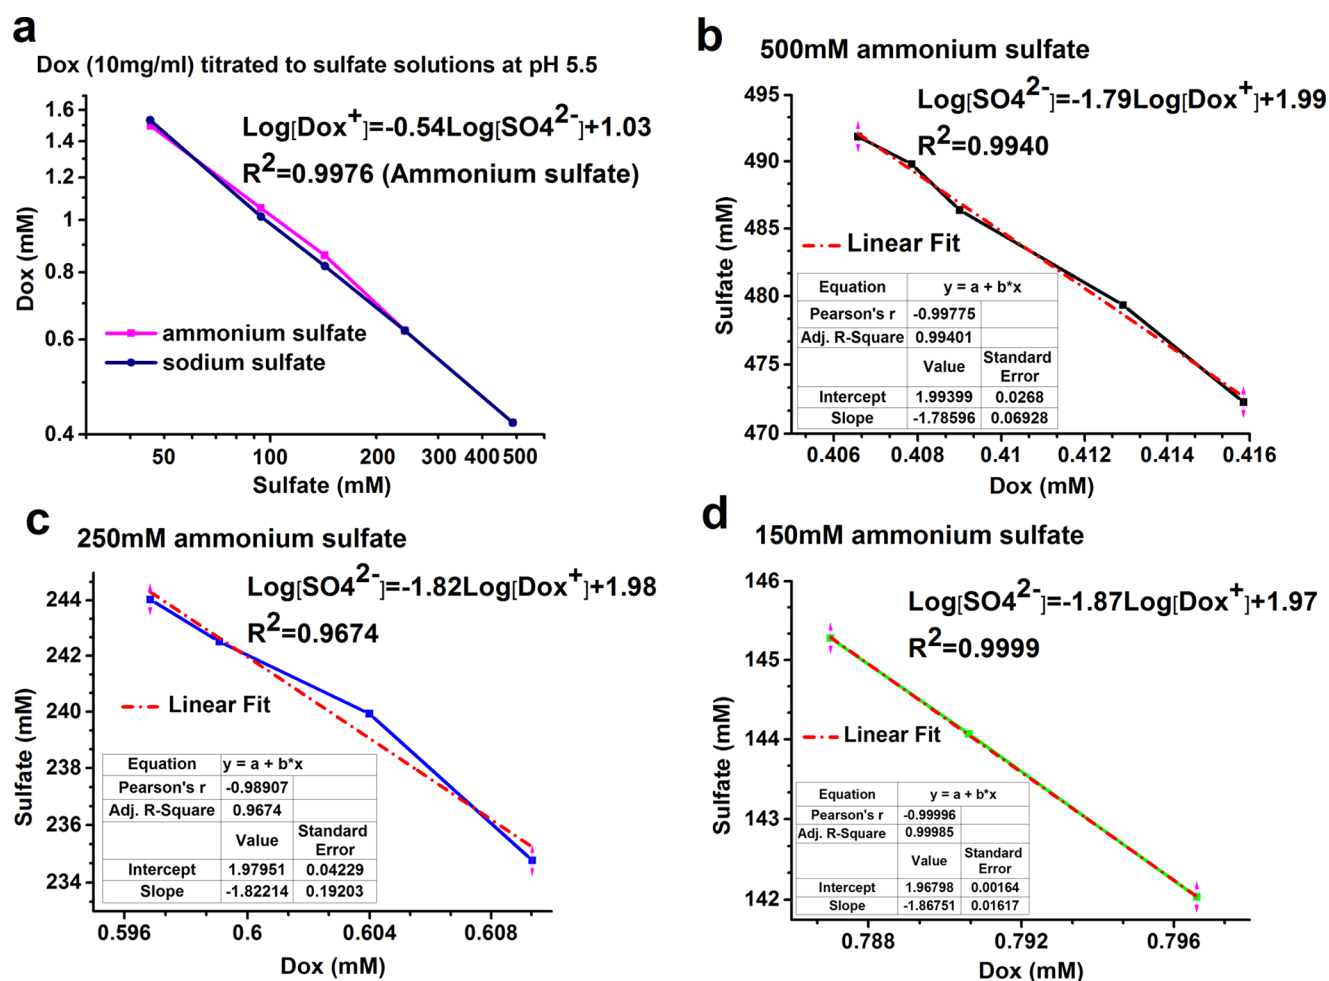 a
Dox (10mg/ml) titrated to sulfate solutions at pH 5.5
Log[Dox+]=-0.54Log[SO4 2-]+1.03
R2=0.9976 (Ammonium sulfate)
1.6
1.4
1.2
1
0.8
0.6
0.4
Dox (mM)
ammonium sulfate
sodium sulfate
50 100 200 300 400 500
Sulfate (mM)
b
500mM ammonium sulfate
Log[SO4 2-]=-1.79Log[Dox+]+1.99
R2=0.9940
495
490
485
480
475
470
Sulfate (mM)
Linear Fit
Equation y = a + b*x
Pearson's r -0.99775
Adj. R-Square 0.99401
Value Standard Error
Intercept 1.99399 0.0268
Slope -1.78596 0.06928
0.406 0.408 0.41 0.412 0.414 0.416
Dox (mM)
c
250mM ammonium sulfate
Log[SO4 2-]=-1.82Log[Dox+]+1.98
R2=0.9674
244
242
240
238
236
234
Sulfate (mM)
Linear Fit
Equation y = a + b*x
Pearson's r -0.98907
Adj. R-Square 0.9674
Value Standard Error
Intercept 1.97951 0.04229
Slope -1.82214 0.19203
0.596 0.6 0.604 0.608
Dox (mM)
d
150mM ammonium sulfate
Log[SO4 2-]=-1.87Log[Dox+]+1.97
R2=0.9999
146
145
144
143
142
Sulfate (mM)
Linear Fit
Equation y = a + b*x
Pearson's r -0.99996
Adj. R-Square 0.99985
Value Standard Error
Intercept 1.96798 0.00164
Slope -1.86751 0.01617
0.788 0.792 0.796
Dox (mM)